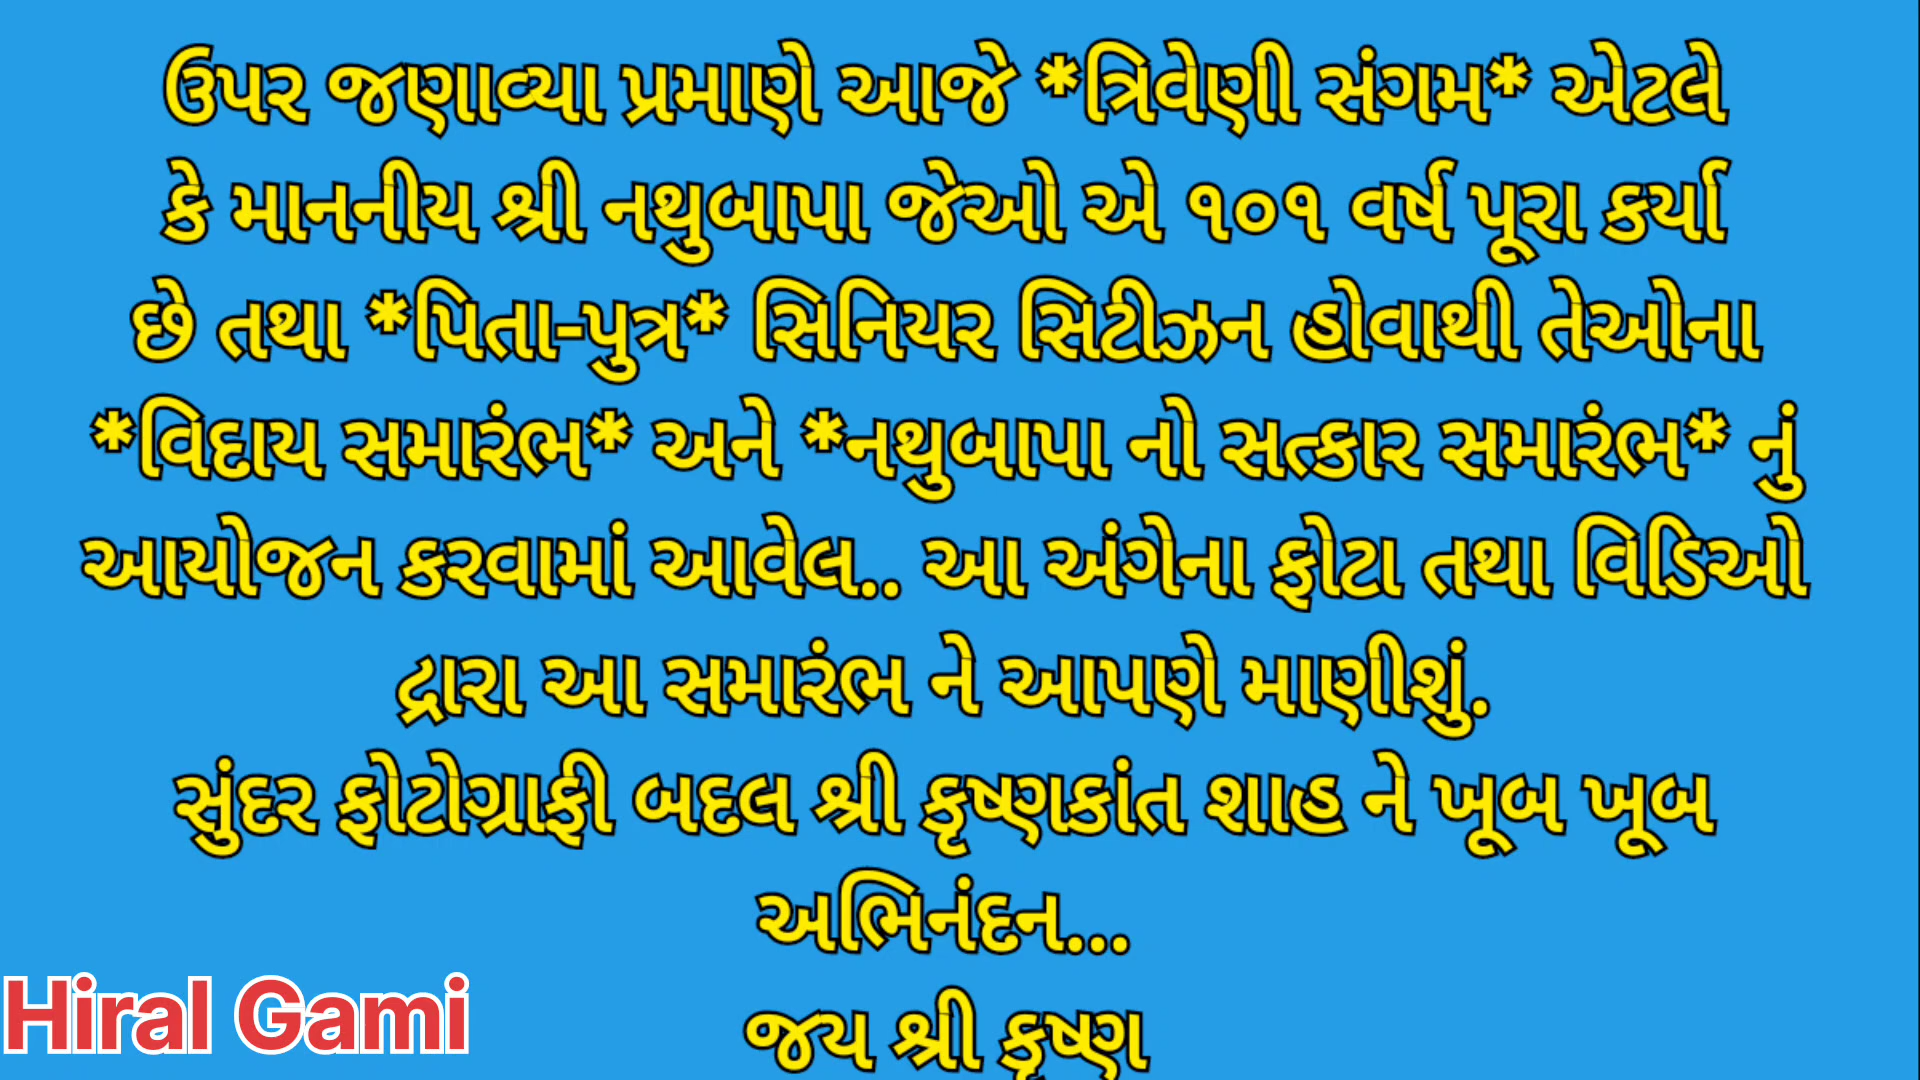 ઉપર જણાવ્યા પ્રમાણે આજે *ત્રિવેણી સંગમ* એટલે
કે માનનીય શ્રી નથુબાપા જેઓ એ ૧૦૧ વર્ષ પૂરા કર્યા
છે તથા *પિતા-પુત્ર* સિનિયર સિટીઝન હોવાથી તેઓના
*વિદાય સમારંભ* અને *નથુબાપા નો સત્કાર સમારંભ* નું
આયોજન કરવામાં આવેલ.. આ અંગેના ફોટા તથા વિડિઓ
દ્રારા આ સમારંભ ને આપણે માણીશું.
સુંદર ફોટોગ્રાફી બદલ શ્રી કૃષ્ણકાંત શાહ ને ખૂબ ખૂબ
અભિનંદન...
જય શ્રી કૃષ્ણ
Hiral Gami